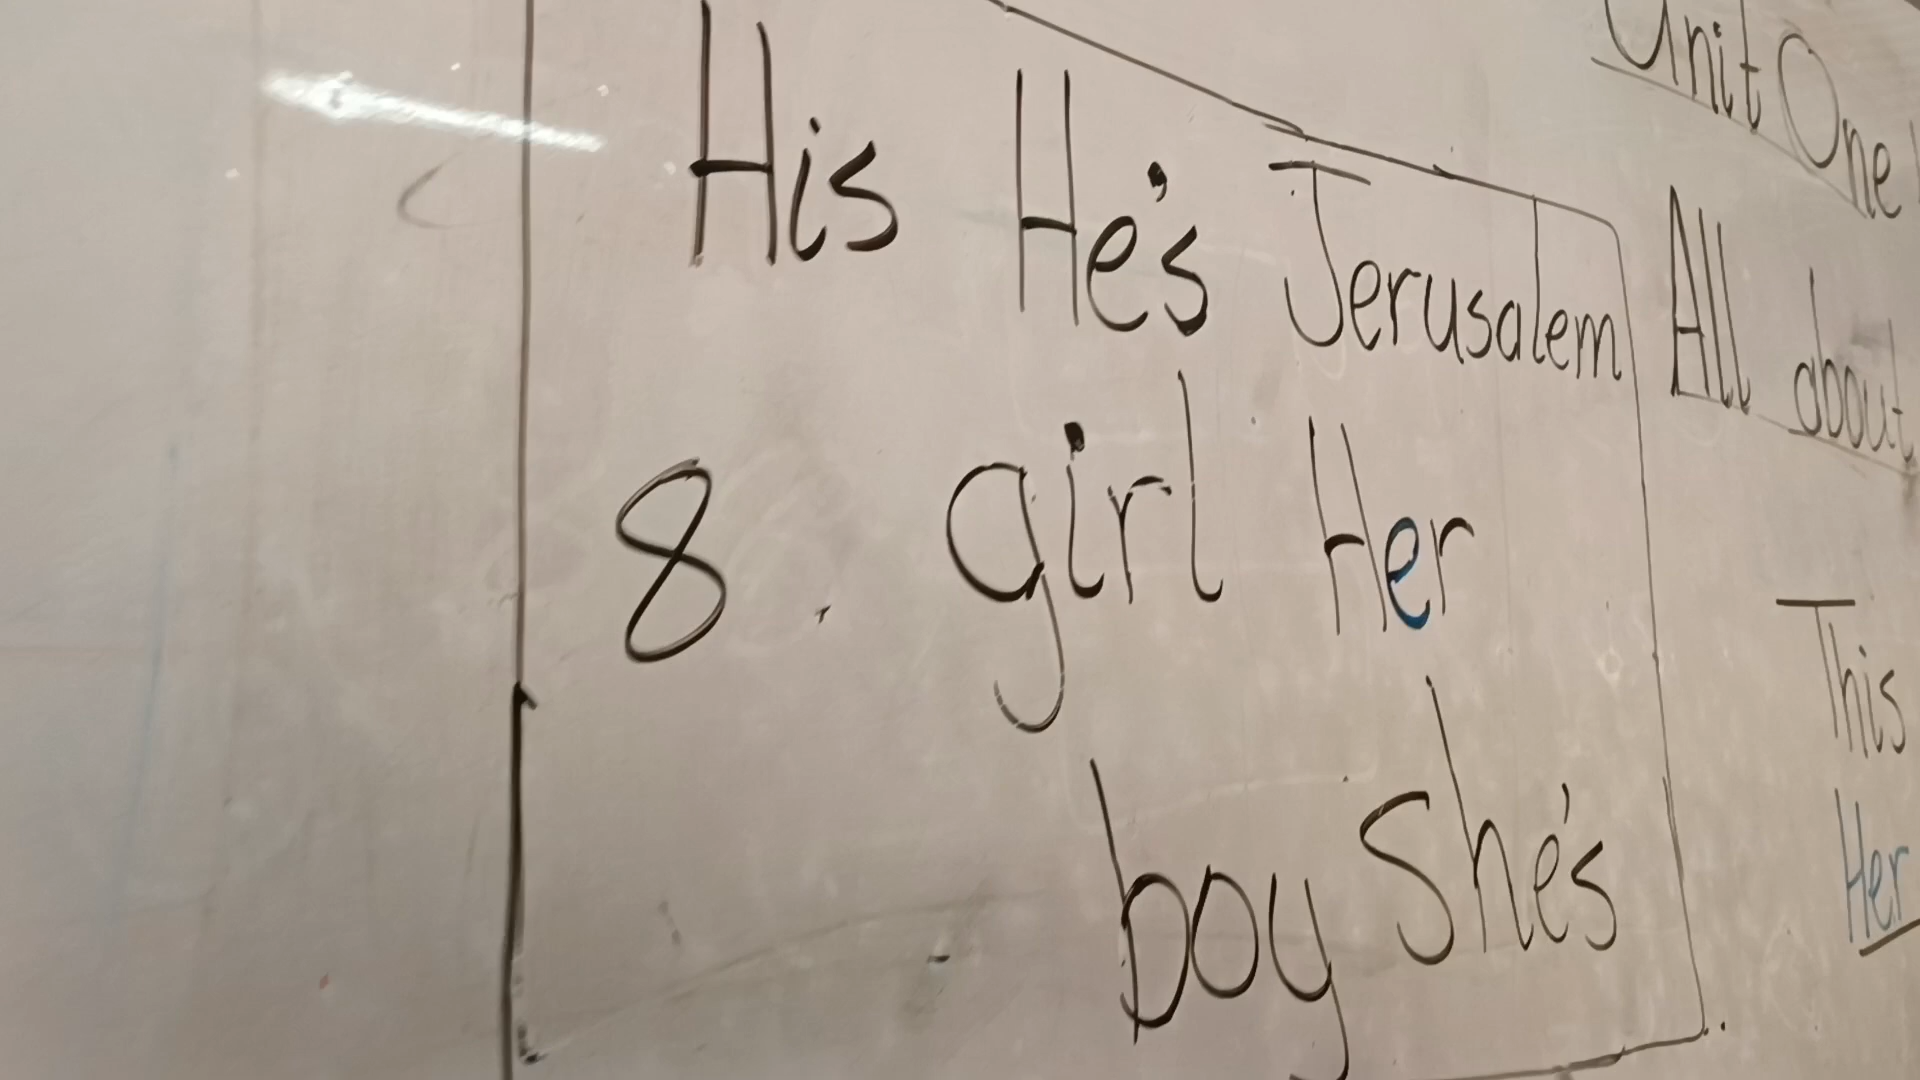 His He's Jerusalem
8. girl Her
boy She's
Unit One
All about
This
Her